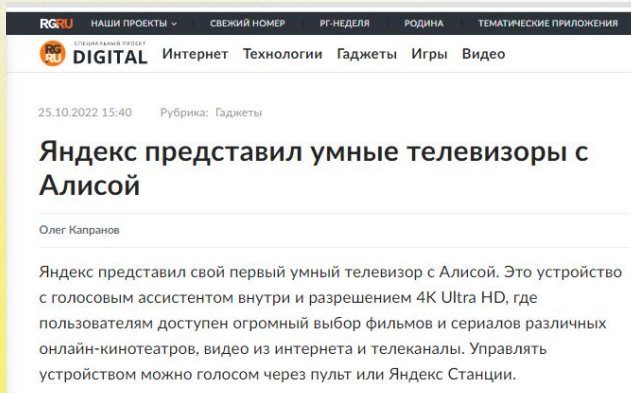 RGRU НАШИ ПРОЕКТЫ СВЕЖИЙ НОМЕР РГ-НЕДЕЛЯ РОДИНА ТЕМАТИЧЕСКИЕ ПРИЛОЖЕНИЯ
СПЕЦИАЛЬНЫЙ ПРОЕКТ
RG RU DIGITAL Интернет Технологии Гаджеты Игры Видео
25.10.2022 15:40 Рубрика: Гаджеты
Яндекс представил умные телевизоры с
Алисой
Олег Капранов
Яндекс представил свой первый умный телевизор с Алисой. Это устройство
с голосовым ассистентом внутри и разрешением 4K Ultra HD, где
пользователям доступен огромный выбор фильмов и сериалов различных
онлайн-кинотеатров, видео из интернета и телеканалы. Управлять
устройством можно голосом через пульт или Яндекс Станции.